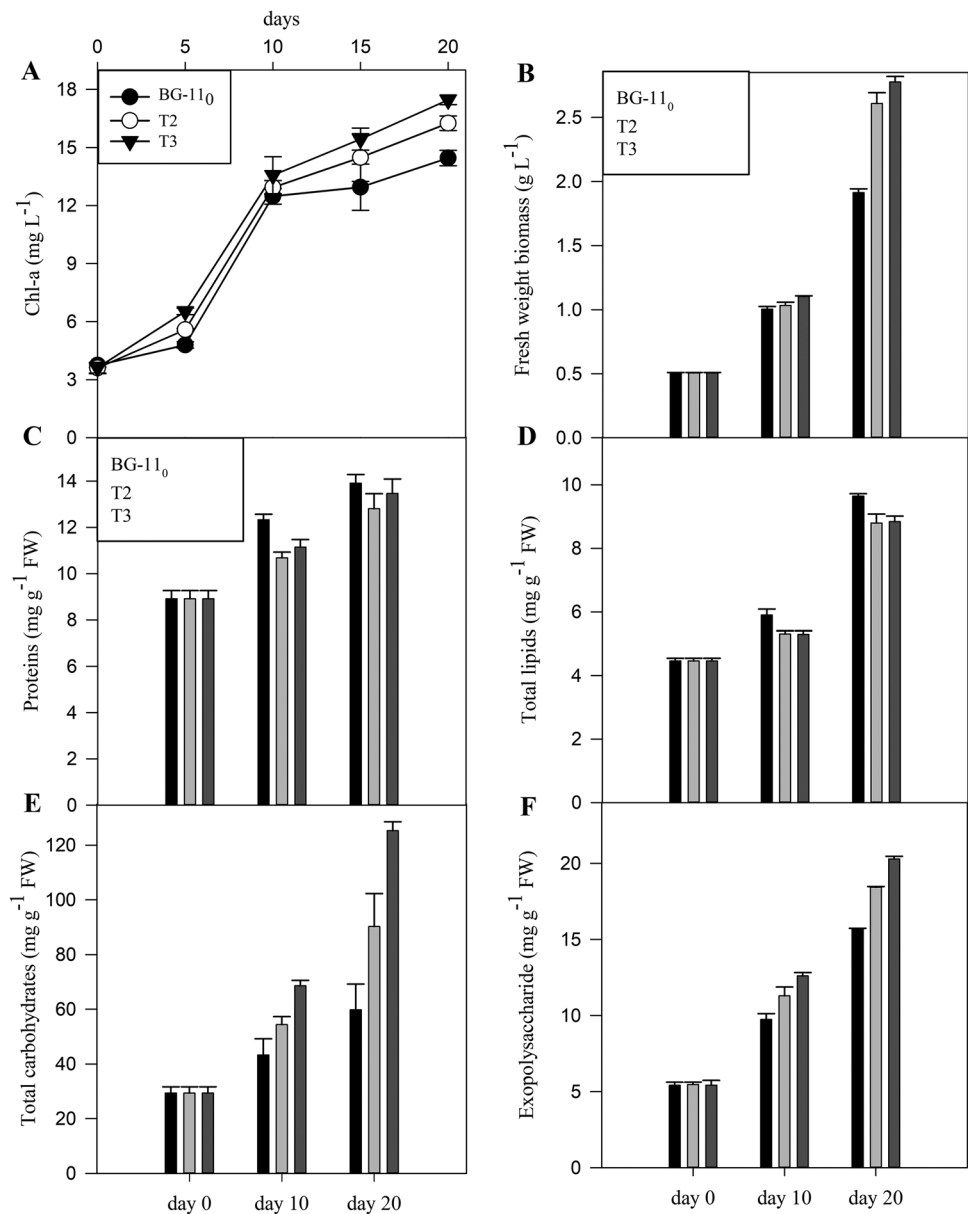 days
0 5 10 15 20
A
18
15
12
9
6
3
0
Chl-a (mg L-1)
BG-110
T2
T3
B
2.5
2.0
1.5
1.0
0.5
0.0
Fresh weight biomass (g L-1)
BG-110
T2
T3
C
14
12
10
8
6
4
2
0
Proteins (mg g-1 FW)
BG-110
T2
T3
D
10
8
6
4
2
0
Total lipids (mg g-1 FW)
E
120
100
80
60
40
20
0
Total carbohydrates (mg g-1 FW)
day 0 day 10 day 20
F
20
15
10
5
0
Exopolysaccharide (mg g-1 FW)
day 0 day 10 day 20